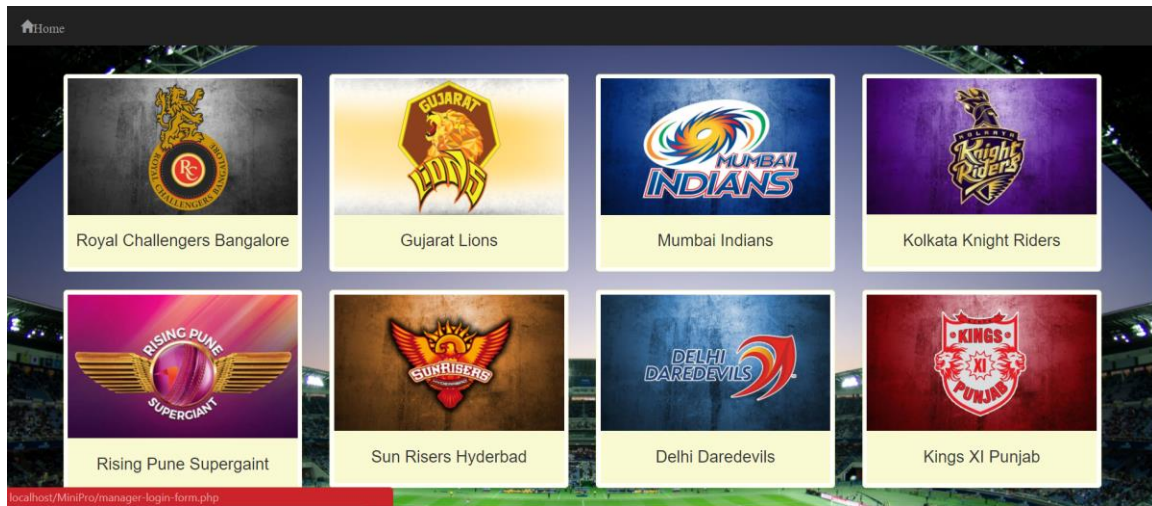 Home
ROYAL CHALLENGERS BANGALORE
RC
GUJARAT
LIONS
MUMBAI
INDIANS
KOLKATA
Knight
Riders
Royal Challengers Bangalore
Gujarat Lions
Mumbai Indians
Kolkata Knight Riders
RISING PUNE
SUPERGIANT
SUNRISERS
DELHI
DAREDEVILS
KINGS
XI
PUNJAB
Rising Pune Supergaint
Sun Risers Hyderbad
Delhi Daredevils
Kings XI Punjab
localhost/MiniPro/manager-login-form.php